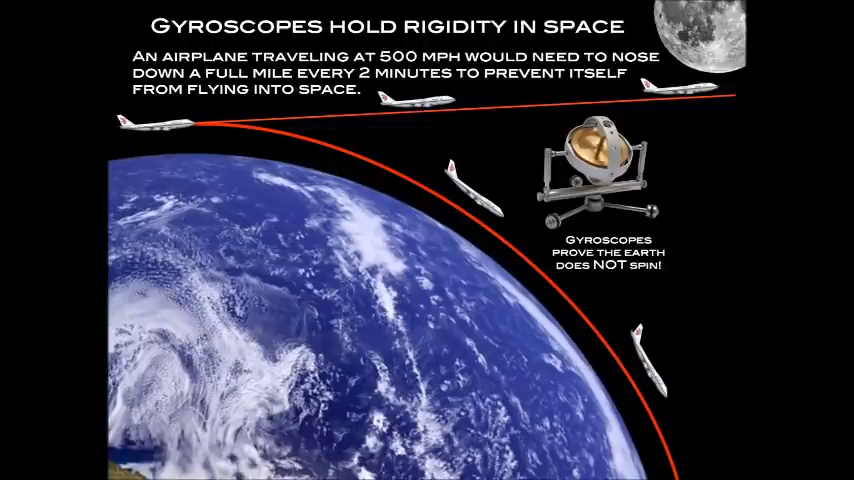 Gyroscopes hold rigidity in space
An airplane traveling at 500 mph would need to nose
down a full mile every 2 minutes to prevent itself
from flying into space.
Gyroscopes
prove the earth
does NOT spin!